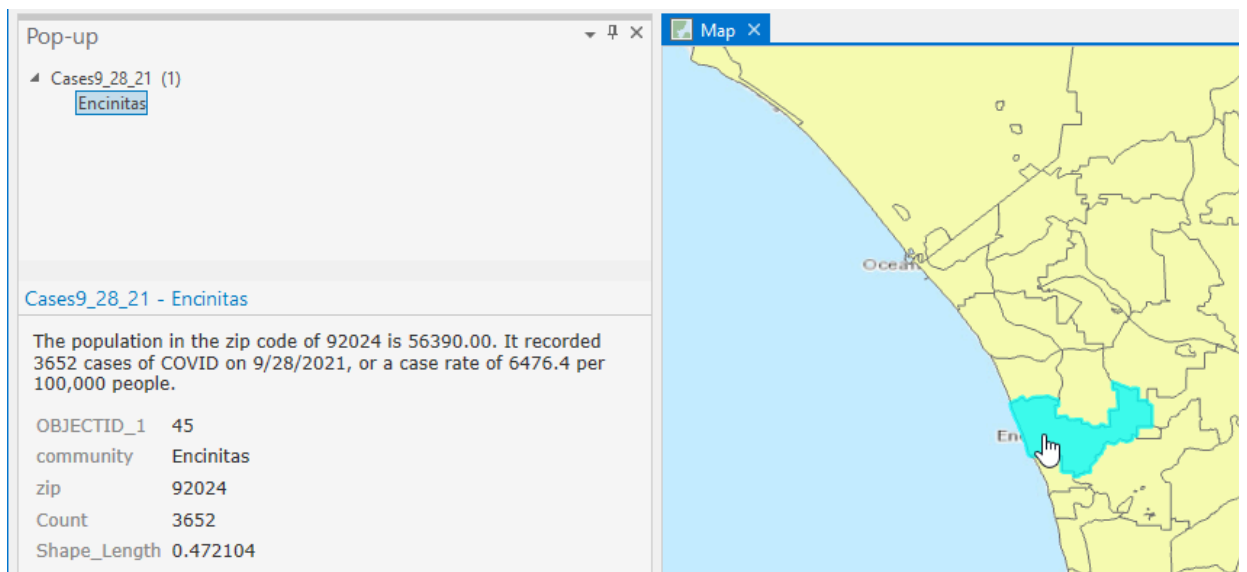 Pop-up
Cases9_28_21 (1)
Encinitas
Cases9_28_21 - Encinitas
The population in the zip code of 92024 is 56390.00. It recorded
3652 cases of COVID on 9/28/2021, or a case rate of 6476.4 per
100,000 people.
OBJECTID_1 45
community Encinitas
zip 92024
Count 3652
Shape_Length 0.472104
Map
Ocean
En